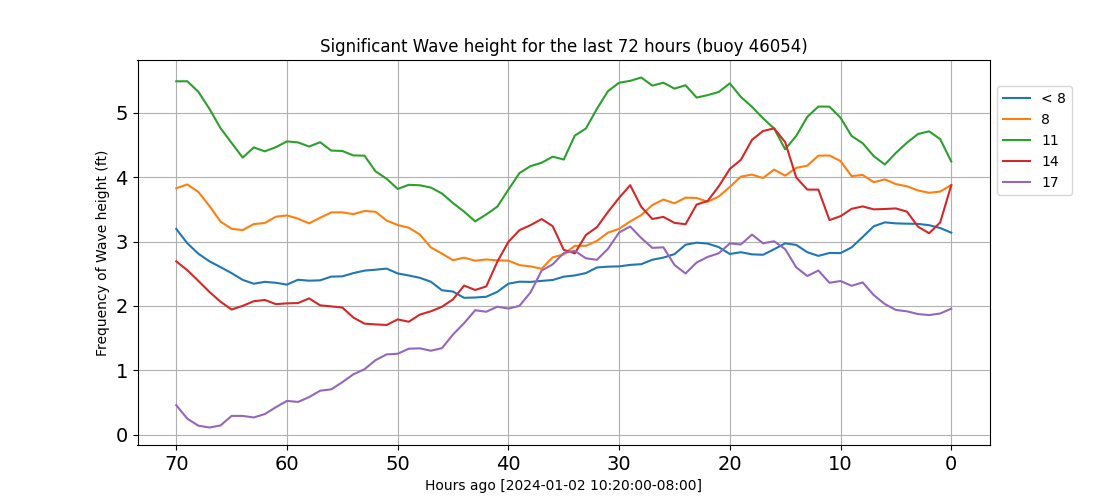 Significant Wave height for the last 72 hours (buoy 46054)
< 8
8
11
14
17
Frequency of Wave height (ft)
5
4
3
2
1
0
70 60 50 40 30 20 10 0
Hours ago [2024-01-02 10:20:00-08:00]